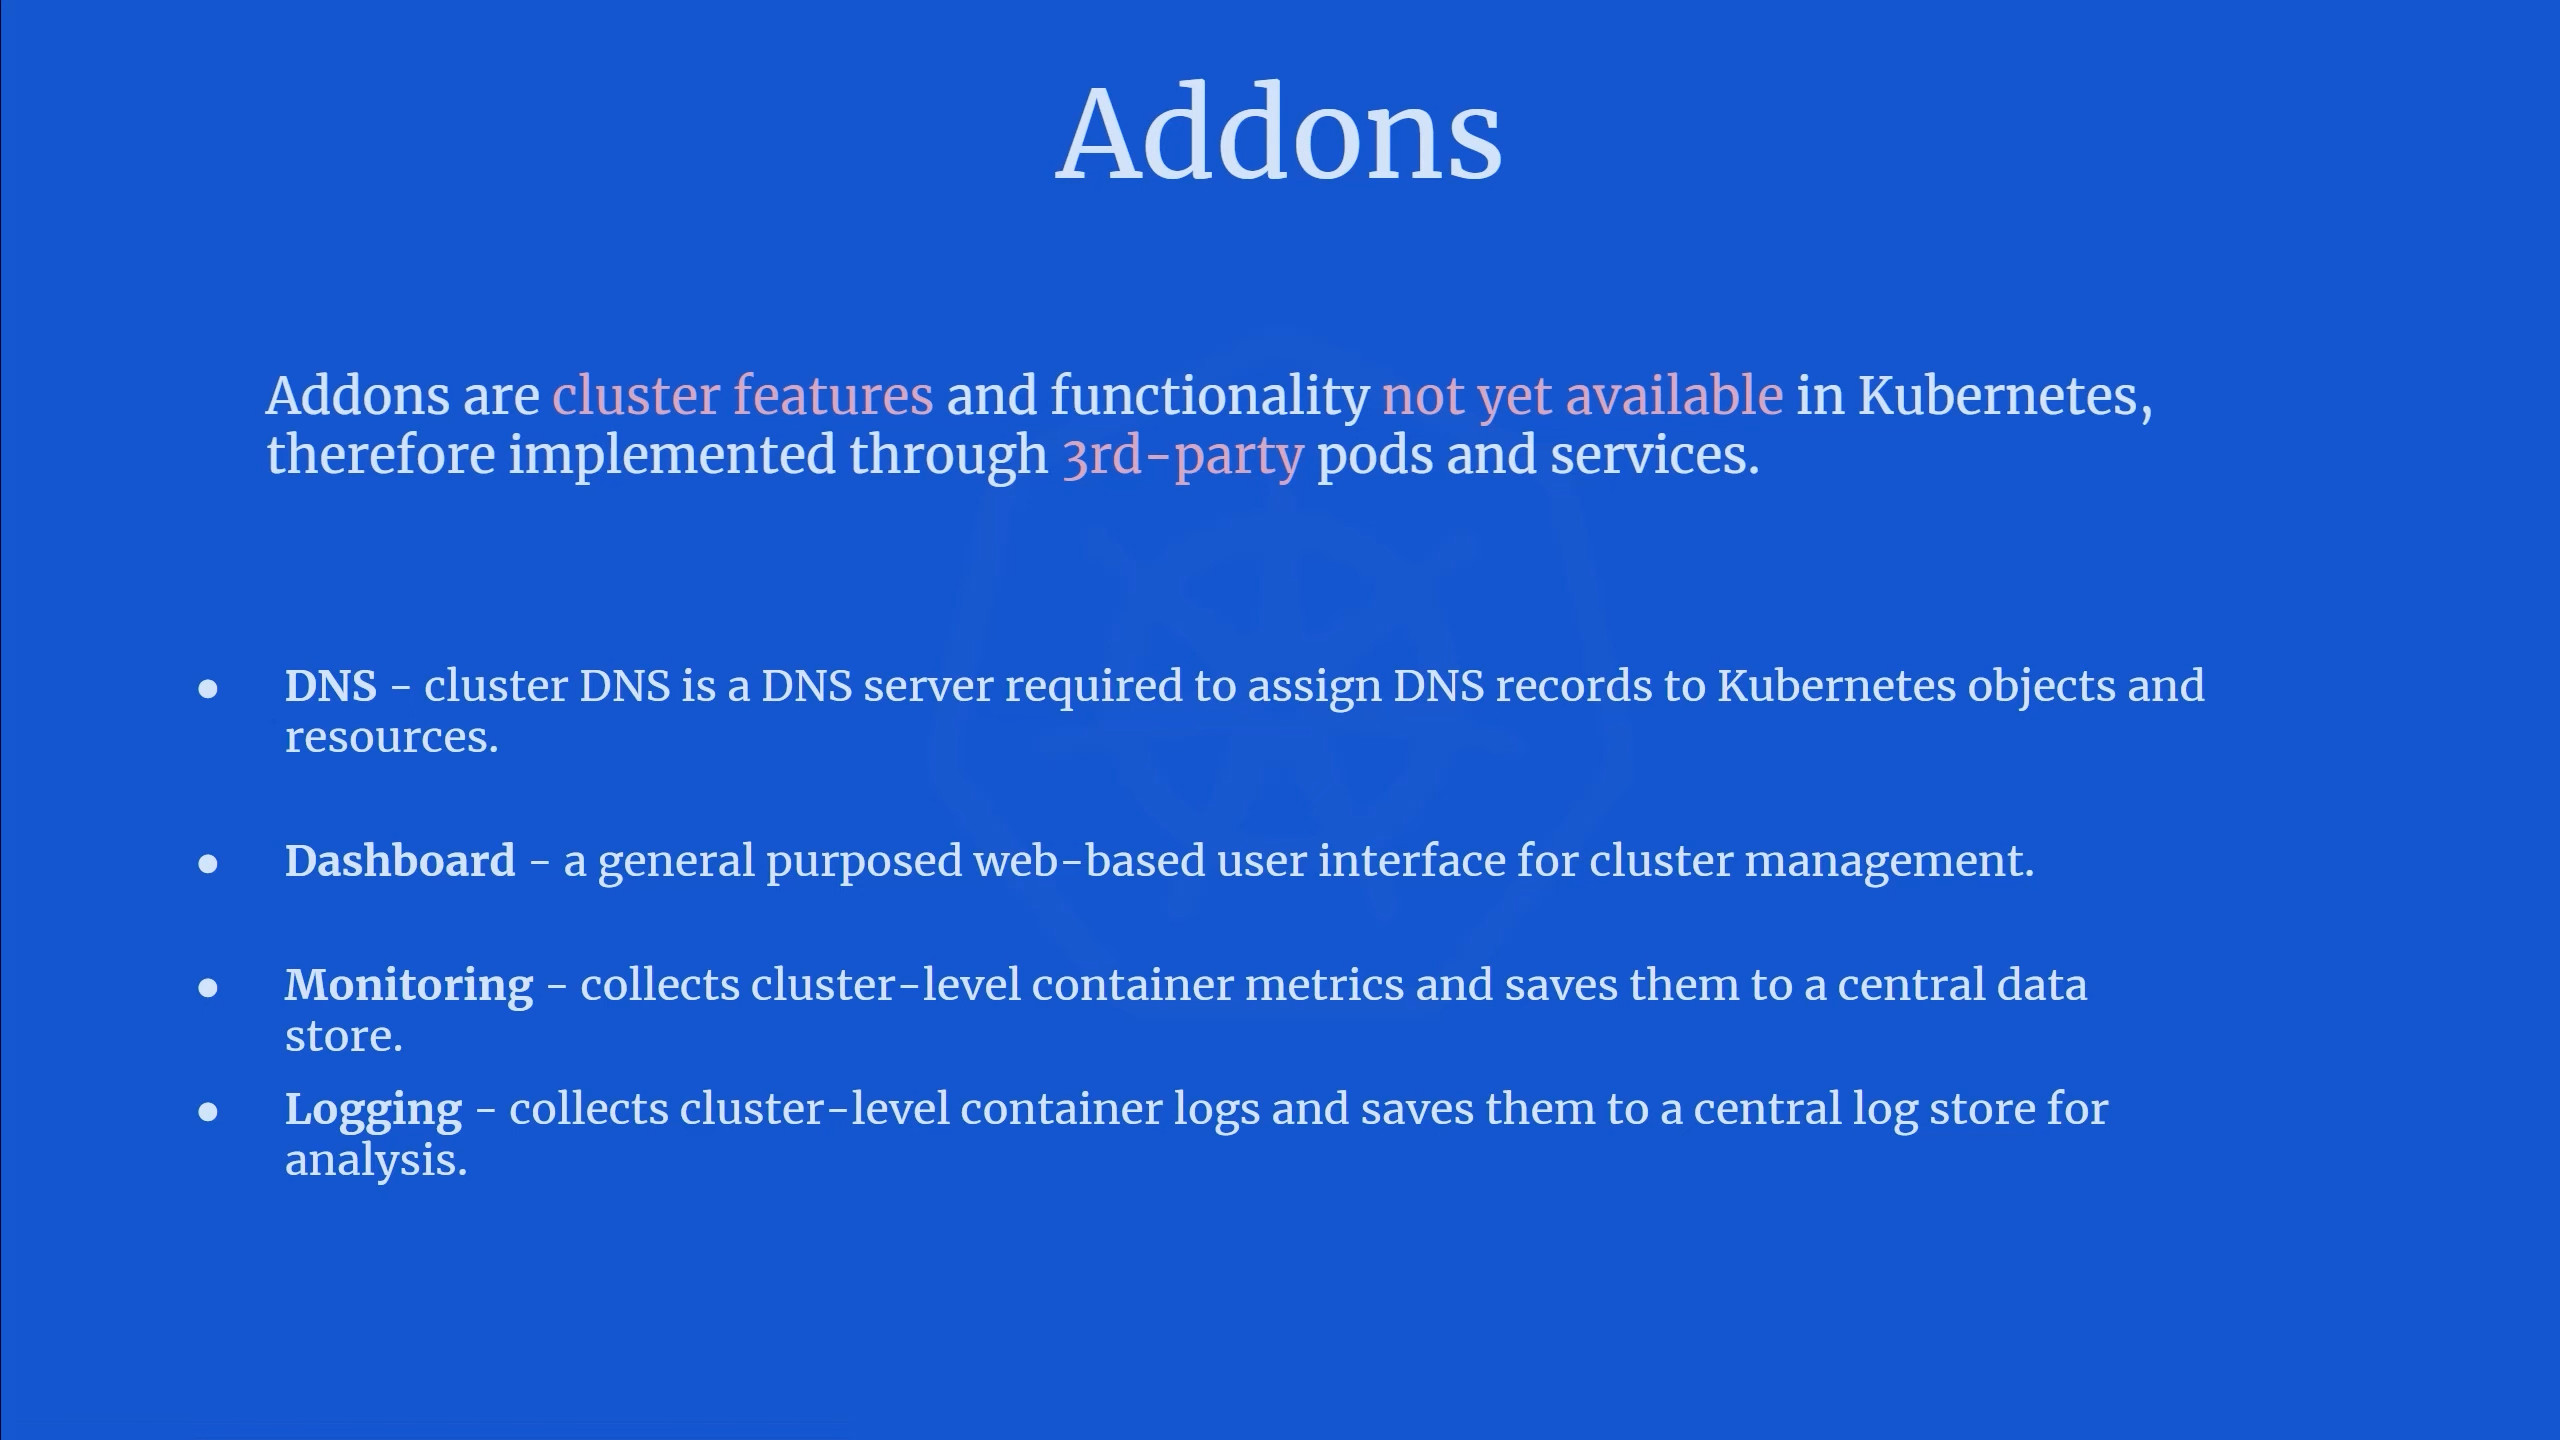 Addons
Addons are cluster features and functionality not yet available in Kubernetes,
therefore implemented through 3rd-party pods and services.
● DNS - cluster DNS is a DNS server required to assign DNS records to Kubernetes objects and
resources.
● Dashboard - a general purposed web-based user interface for cluster management.
● Monitoring - collects cluster-level container metrics and saves them to a central data
store.
● Logging - collects cluster-level container logs and saves them to a central log store for
analysis.